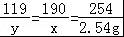 119/y = 190/x = 254/2.54g